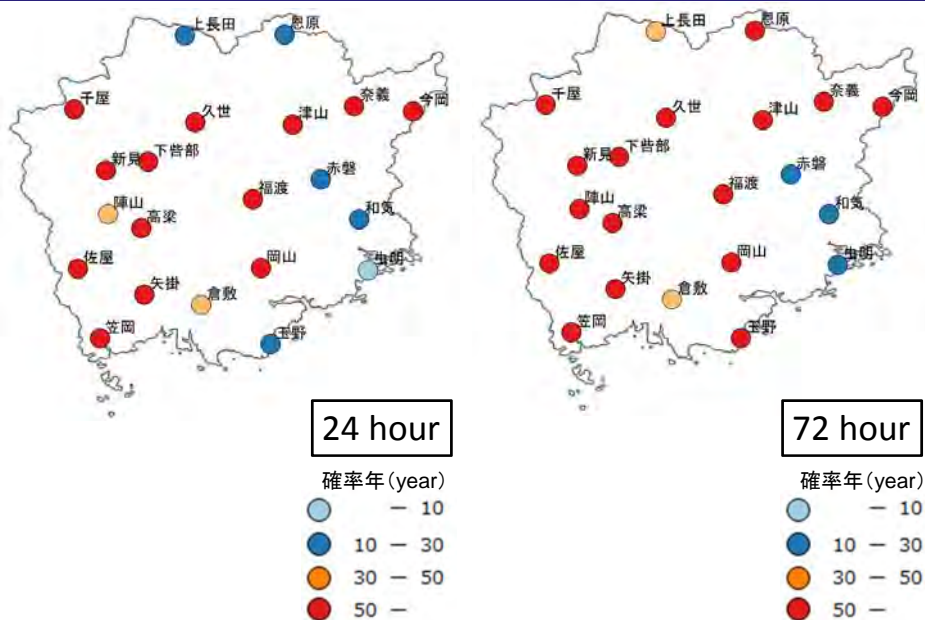 上長田
恩原
千屋
久世
津山
奈義
今岡
新見
下呰部
赤磐
陣山
福渡
和気
高梁
佐屋
岡山
虫明
矢掛
倉敷
笠岡
玉野
24 hour
確率年(year)
— 10
10 — 30
30 — 50
50 —
上長田
恩原
千屋
久世
津山
奈義
今岡
新見
下呰部
赤磐
陣山
福渡
和気
高梁
佐屋
岡山
虫明
矢掛
倉敷
笠岡
玉野
72 hour
確率年(year)
— 10
10 — 30
30 — 50
50 —